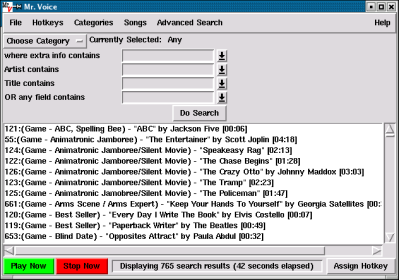 Mr. Voice
File Hotkeys Categories Songs Advanced Search Help
Choose Category Currently Selected: Any
where extra info contains
Artist contains
Title contains
OR any field contains
Do Search
121:(Game - ABC, Spelling Bee) - "ABC" by Jackson Five [00:06]
55:(Game - Animatronic Jamboree) - "The Entertainer" by Scott Joplin [04:18]
124:(Game - Animatronic Jamboree/Silent Movie) - "Speakeasy Rag" [02:13]
122:(Game - Animatronic Jamboree/Silent Movie) - "The Chase Begins" [01:28]
126:(Game - Animatronic Jamboree/Silent Movie) - "The Crazy Otto" by Johnny Maddox [03:03]
123:(Game - Animatronic Jamboree/Silent Movie) - "The Tramp" [02:23]
125:(Game - Animatronic Jamboree/Silent Movie) - "The Policeman" [01:47]
661:(Game - Arms Scene / Arms Expert) - "Keep Your Hands To Yourself" by Georgia Satellites [00:
120:(Game - Best Seller) - "Every Day I Write The Book" by Elvis Costello [00:07]
119:(Game - Best Seller) - "Paperback Writer" by The Beatles [00:49]
653:(Game - Blind Date) - "Opposites Attract" by Paula Abdul [00:32]
Play Now Stop Now Displaying 765 search results (42 seconds elapsed) Assign Hotkey